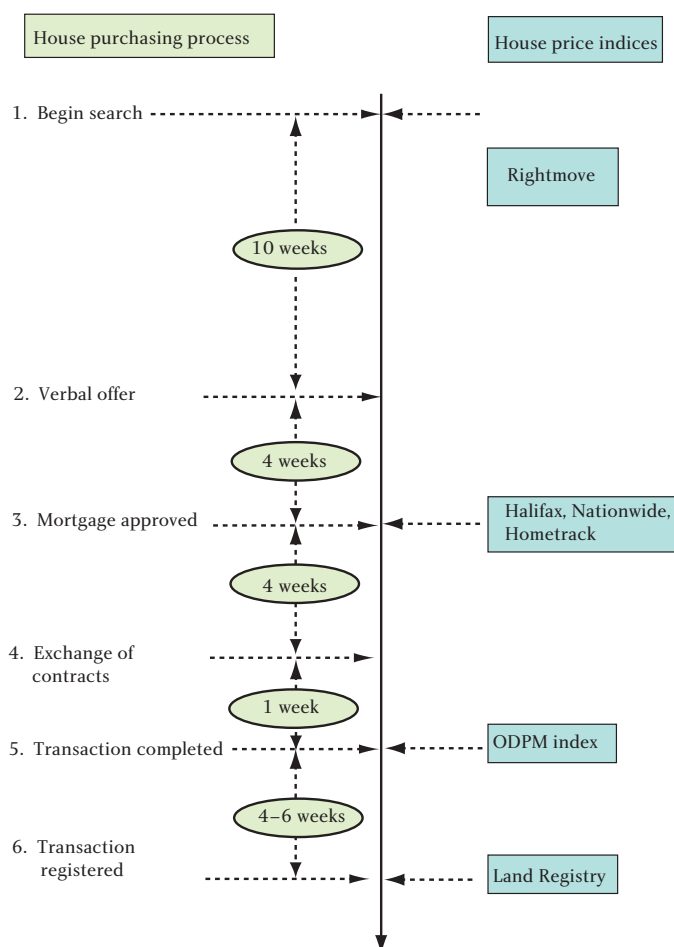 House purchasing process
House price indices
1. Begin search
Rightmove
10 weeks
2. Verbal offer
4 weeks
3. Mortgage approved
Halifax, Nationwide,
Hometrack
4 weeks
4. Exchange of
contracts
1 week
5. Transaction completed
ODPM index
4–6 weeks
6. Transaction
registered
Land Registry